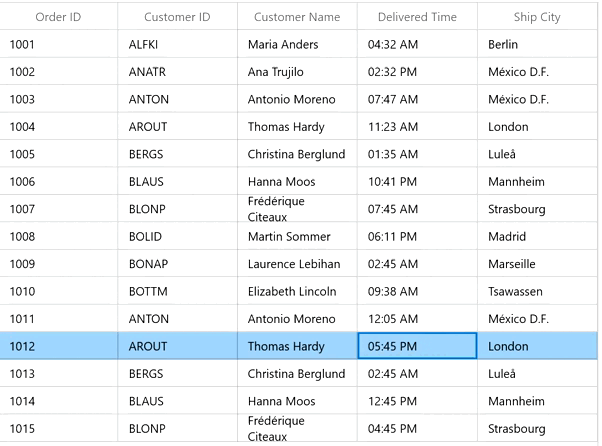 Order ID Customer ID Customer Name Delivered Time Ship City
1001 ALFKI Maria Anders 04:32 AM Berlin
1002 ANATR Ana Trujilo 02:32 PM México D.F.
1003 ANTON Antonio Moreno 07:47 AM México D.F.
1004 AROUT Thomas Hardy 11:23 AM London
1005 BERGS Christina Berglund 01:35 AM Luleå
1006 BLAUS Hanna Moos 10:41 PM Mannheim
1007 BLONP Frédérique Citeaux 07:45 AM Strasbourg
1008 BOLID Martin Sommer 06:11 PM Madrid
1009 BONAP Laurence Lebihan 02:45 AM Marseille
1010 BOTTM Elizabeth Lincoln 09:38 AM Tsawassen
1011 ANTON Antonio Moreno 12:05 AM México D.F.
1012 AROUT Thomas Hardy 05:45 PM London
1013 BERGS Christina Berglund 02:45 AM Luleå
1014 BLAUS Hanna Moos 12:45 PM Mannheim
1015 BLONP Frédérique Citeaux 04:45 PM Strasbourg